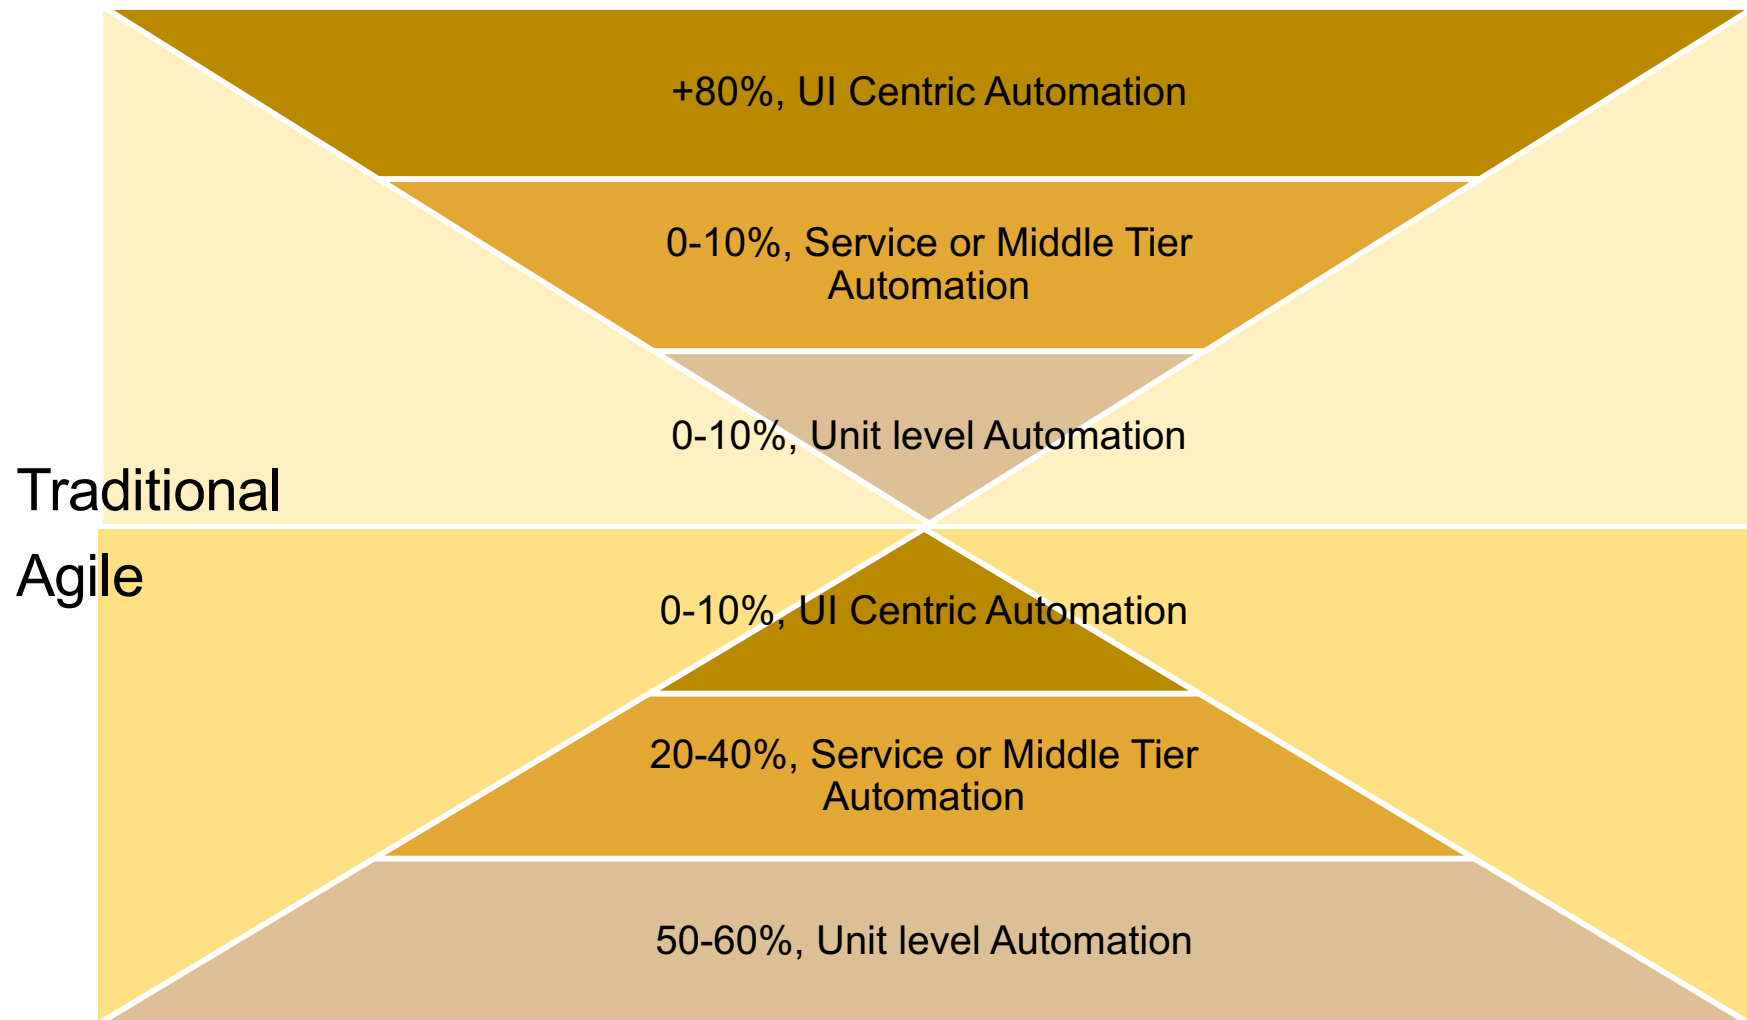 +80%, UI Centric Automation
0-10%, Service or Middle Tier
Automation
0-10%, Unit level Automation
Traditional
Agile
0-10%, UI Centric Automation
20-40%, Service or Middle Tier
Automation
50-60%, Unit level Automation